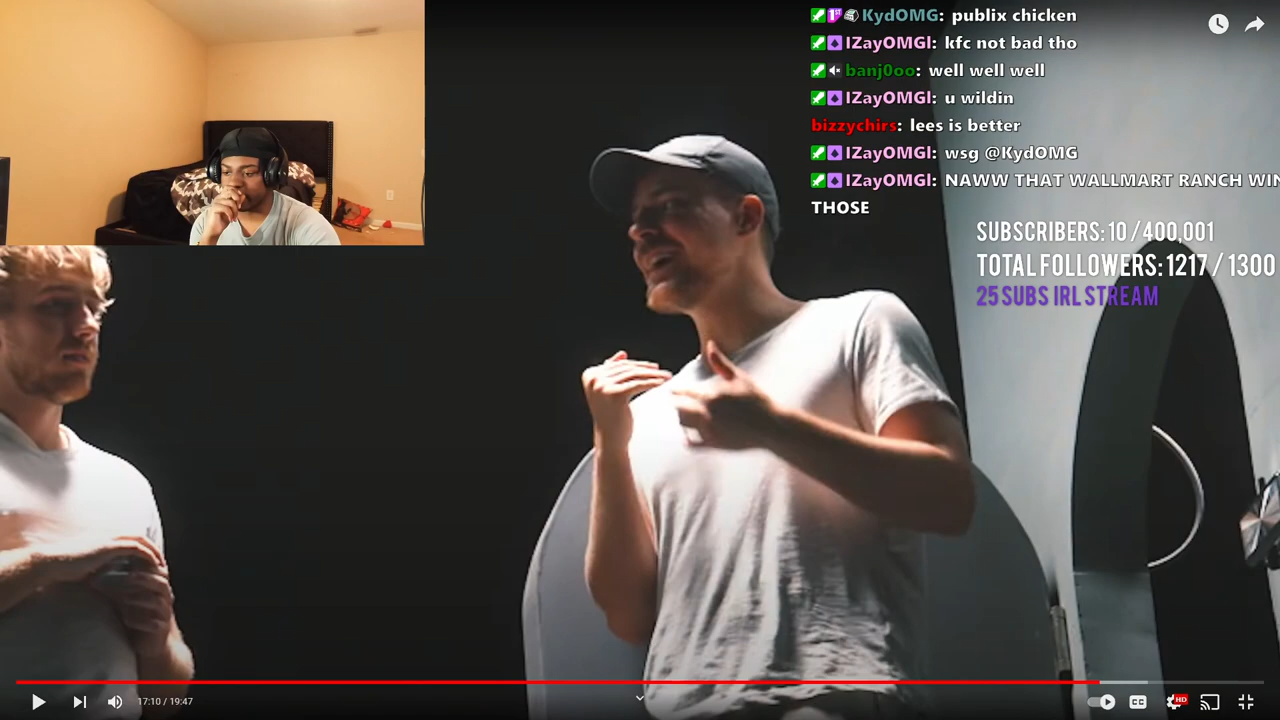 KydOMG: publix chicken
IZayOMGl: kfc not bad tho
banj0oo: well well well
IZayOMGl: u wildin
bizzychirs: lees is better
IZayOMGl: wsg @KydOMG
IZayOMGl: NAWW THAT WALLMART RANCH WIN
THOSE
SUBSCRIBERS: 10 / 400,001
TOTAL FOLLOWERS: 1217 / 1300
25 SUBS IRL STREAM
17:10 / 19:47
CC
HD